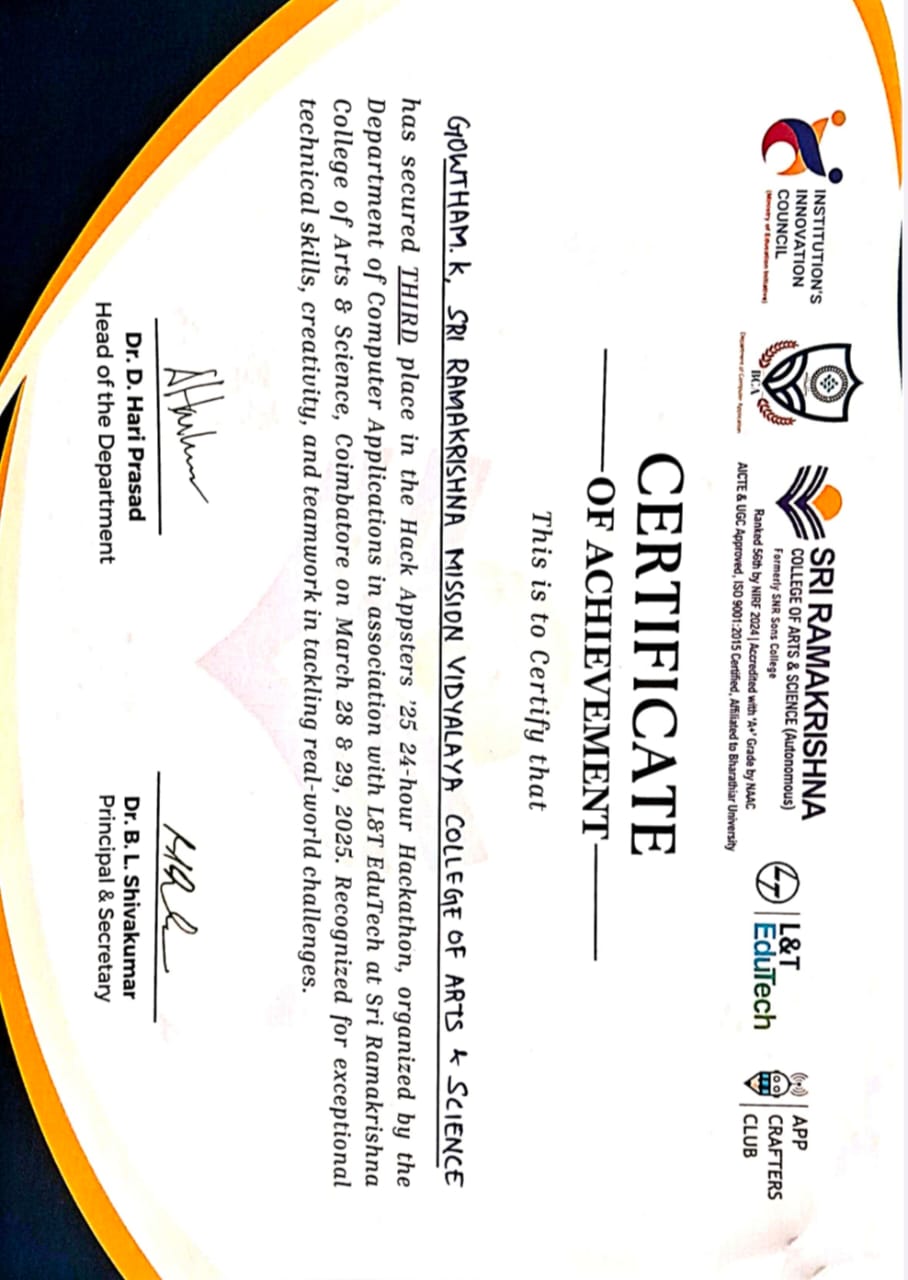 INSTITUTION'S
INNOVATION
COUNCIL
(Ministry of Education Initiative)
BCA
Department of Computer Application
SRI RAMAKRISHNA
COLLEGE OF ARTS & SCIENCE (Autonomous)
Formerly SNR Sons College
Ranked 56th by NIRF 2024 | Accredited with 'A+' Grade by NAAC
AICTE & UGC Approved, ISO 9001:2015 Certified, Affiliated to Bharathiar University
L&T
EduTech
APP
CRAFTERS
CLUB
CERTIFICATE
OF ACHIEVEMENT
This is to Certify that
GOWTHAM. K, SRI RAMAKRISHNA MISSION VIDYALAYA COLLEGE OF ARTS & SCIENCE
has secured THIRD place in the Hack Appsters '25 24-hour Hackathon, organized by the
Department of Computer Applications in association with L&T EduTech at Sri Ramakrishna
College of Arts & Science, Coimbatore on March 28 & 29, 2025. Recognized for exceptional
technical skills, creativity, and teamwork in tackling real-world challenges.
Dr. D. Hari Prasad
Head of the Department
Dr. B. L. Shivakumar
Principal & Secretary